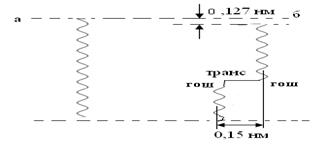 а
0 ,127 нм
б
транс
гош гош
0,15 нм